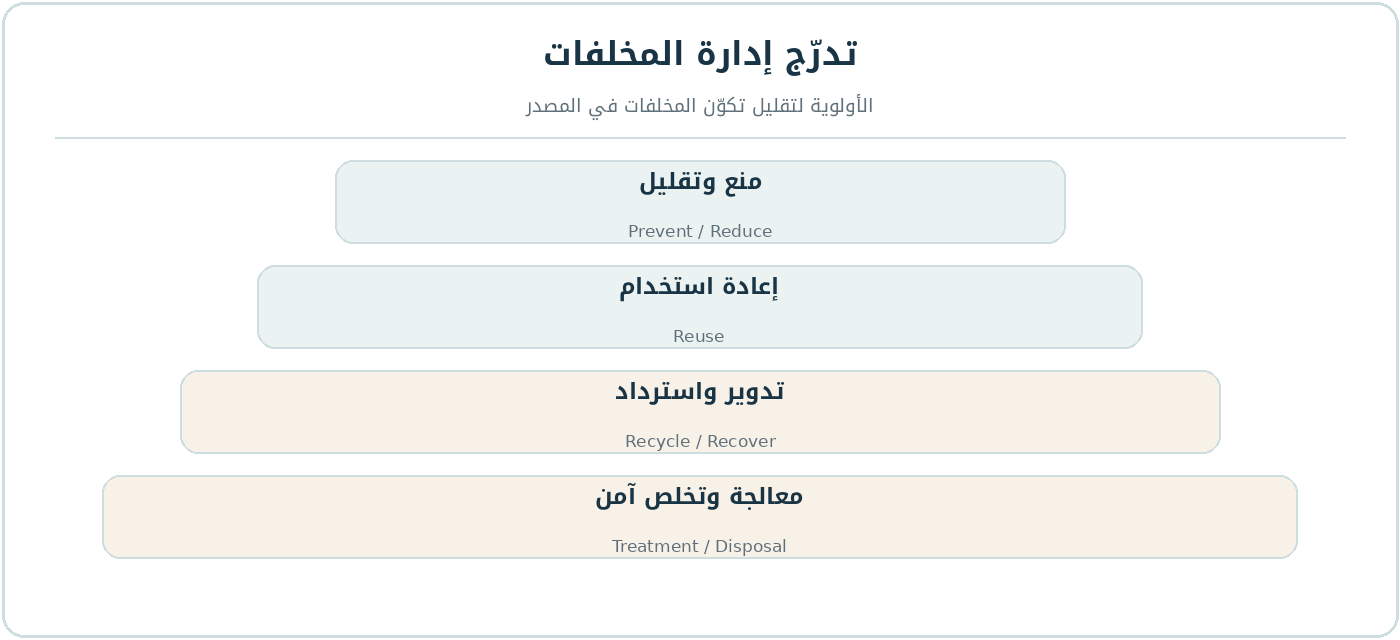 تدرّج إدارة المخلفات
الأولوية لتقليل تكوّن المخلفات في المصدر
منع وتقليل
Prevent / Reduce
إعادة استخدام
Reuse
تدوير واسترداد
Recycle / Recover
معالجة وتخلص آمن
Treatment / Disposal